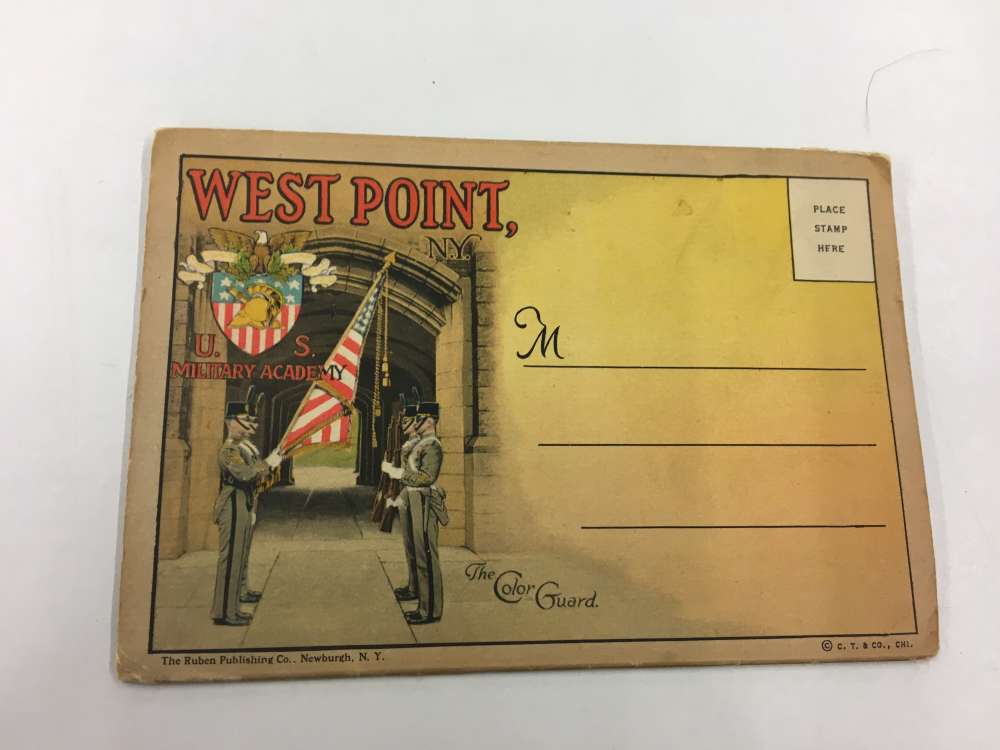 WEST POINT,
N.Y.
U. S.
MILITARY ACADEMY
PLACE
STAMP
HERE
M
The Color Guard.
The Ruben Publishing Co., Newburgh, N. Y.
© C. T. & CO., CHI.